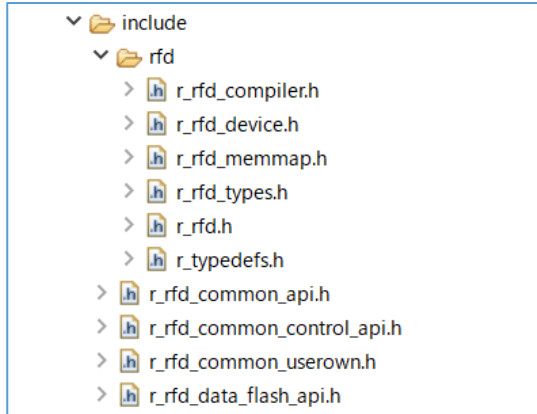 include
rfd
.h r_rfd_compiler.h
.h r_rfd_device.h
.h r_rfd_memmap.h
.h r_rfd_types.h
.h r_rfd.h
.h r_typedefs.h
.h r_rfd_common_api.h
.h r_rfd_common_control_api.h
.h r_rfd_common_userown.h
.h r_rfd_data_flash_api.h